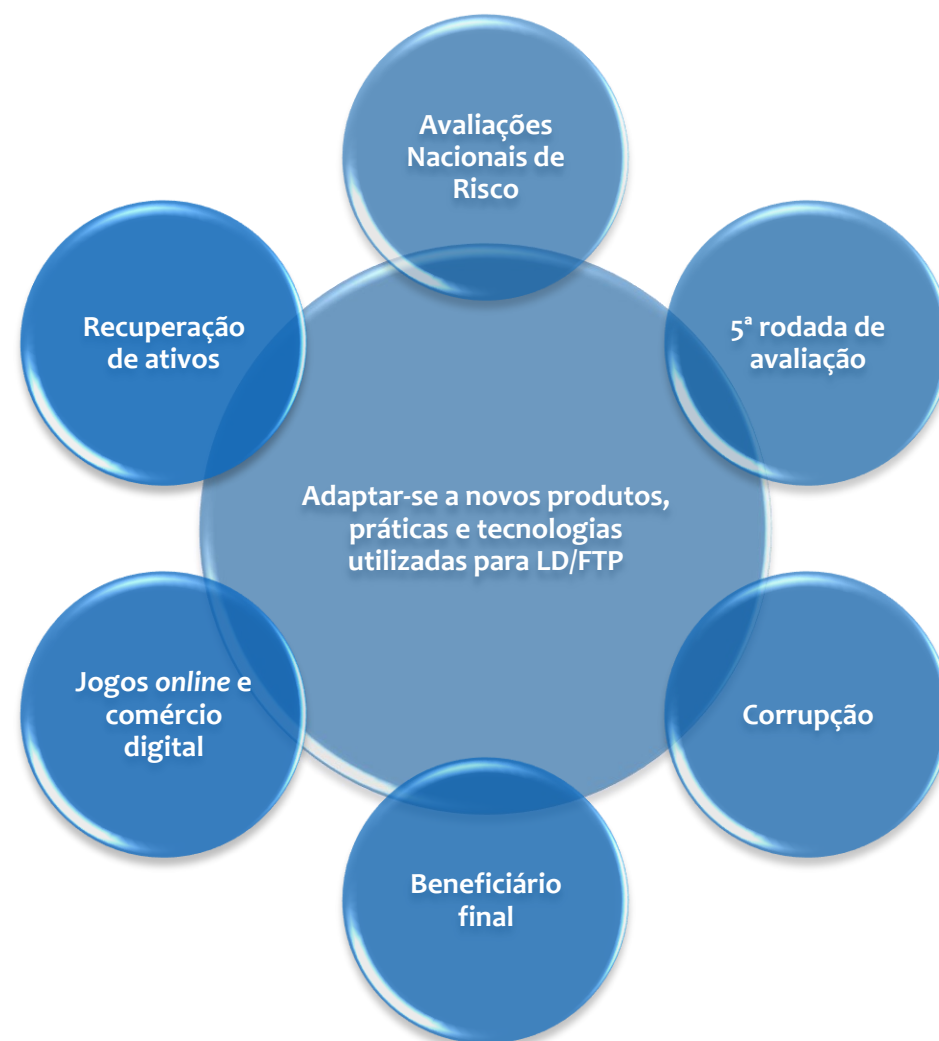 Avaliações
Nacionais de
Risco
5ª rodada de
avaliação
Corrupção
Beneficiário
final
Jogos online e
comércio
digital
Recuperação
de ativos
Adaptar-se a novos produtos,
práticas e tecnologias
utilizadas para LD/FTP